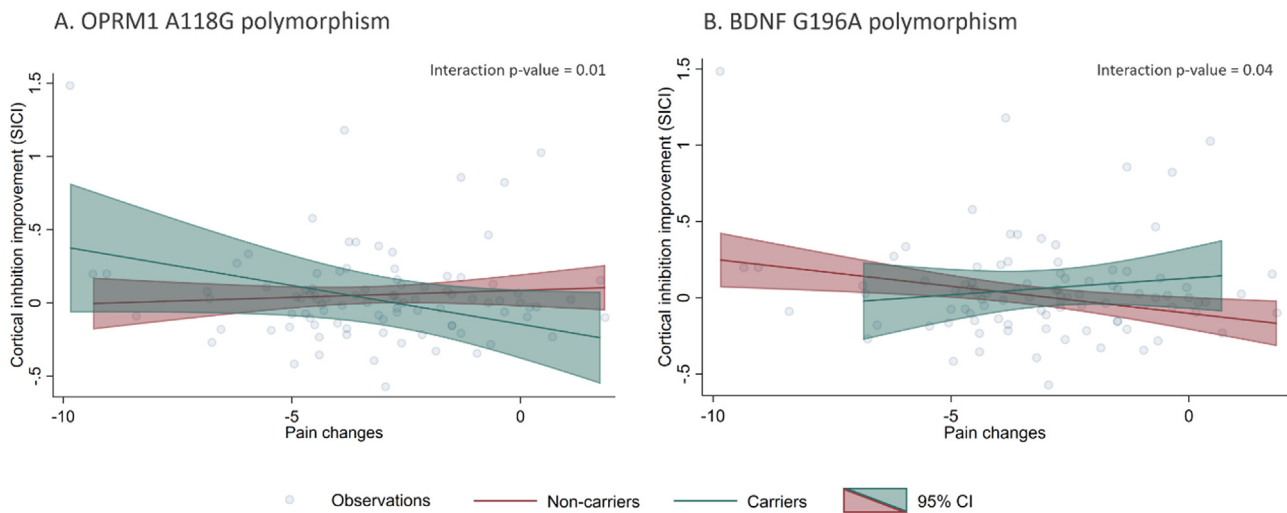 A. OPRM1 A118G polymorphism
Interaction p-value = 0.01
Cortical inhibition improvement (SICI)
1.5
1
.5
0
-.5
-10
-5
0
Pain changes
B. BDNF G196A polymorphism
Interaction p-value = 0.04
Cortical inhibition improvement (SICI)
1.5
1
.5
0
-.5
-10
-5
0
Pain changes
Observations
Non-carriers
Carriers
95% CI